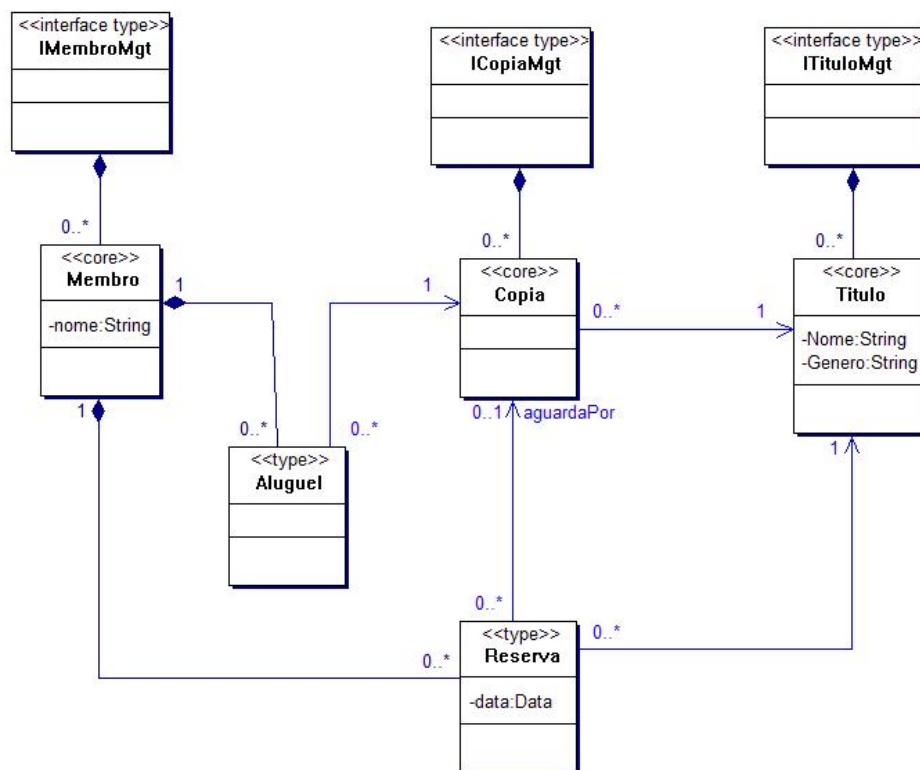 <<interface type>>
IMembroMgt
<<interface type>>
ICopiaMgt
<<interface type>>
ITituloMgt
0..*
0..*
0..*
<<core>>
Membro
-nome:String
1
1
<<core>>
Copia
0..*
1
<<core>>
Titulo
-Nome:String
-Genero:String
1
0..*
0..*
0..1
aguardaPor
1
<<type>>
Aluguel
0..*
0..*
0..*
<<type>>
Reserva
-data:Data